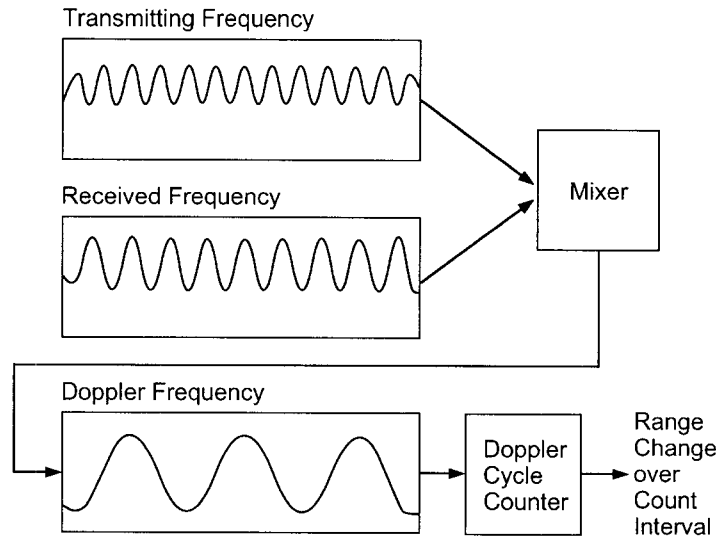 Transmitting Frequency
Received Frequency
Mixer
Doppler Frequency
Doppler
Cycle
Counter
Range
Change
over
Count
Interval